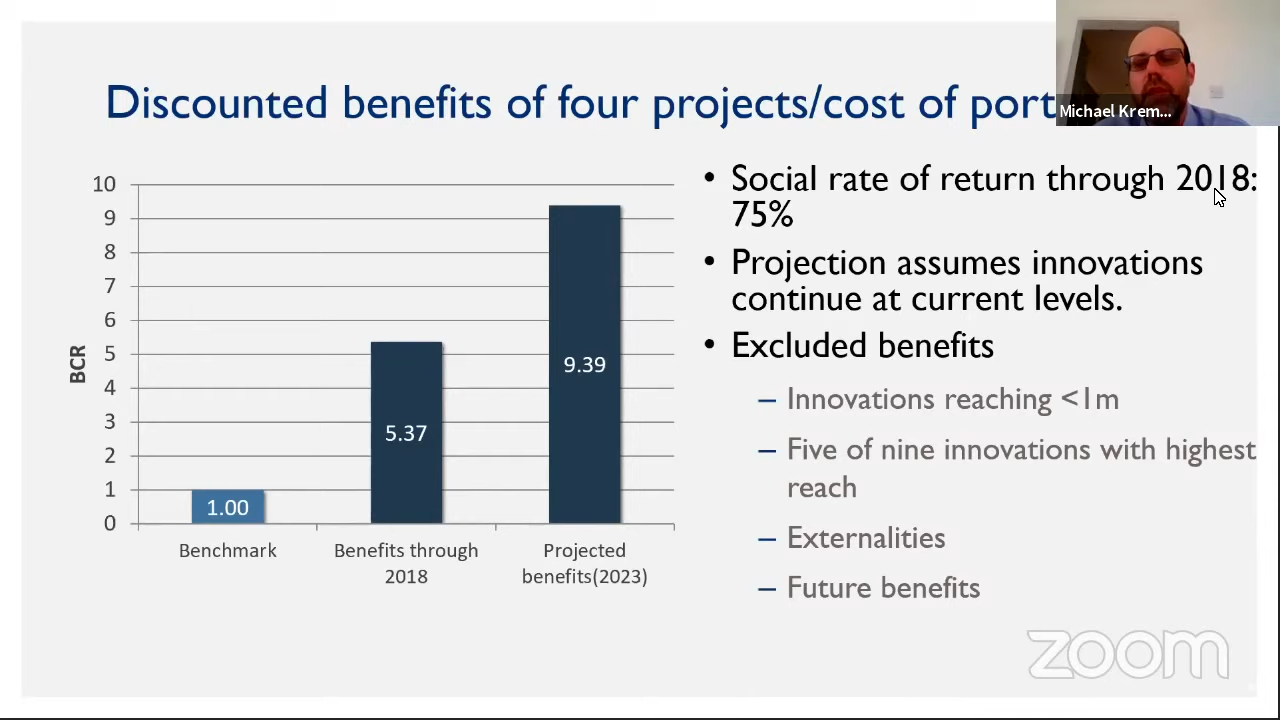 Discounted benefits of four projects/cost of port
Michael Krem...
10
9
8
7
6
5
4
3
2
1
0
BCR
1.00
5.37
9.39
Benchmark
Benefits through
2018
Projected
benefits(2023)
• Social rate of return through 2018:
75%
• Projection assumes innovations
continue at current levels.
• Excluded benefits
– Innovations reaching <1m
– Five of nine innovations with highest
reach
– Externalities
– Future benefits
zoom